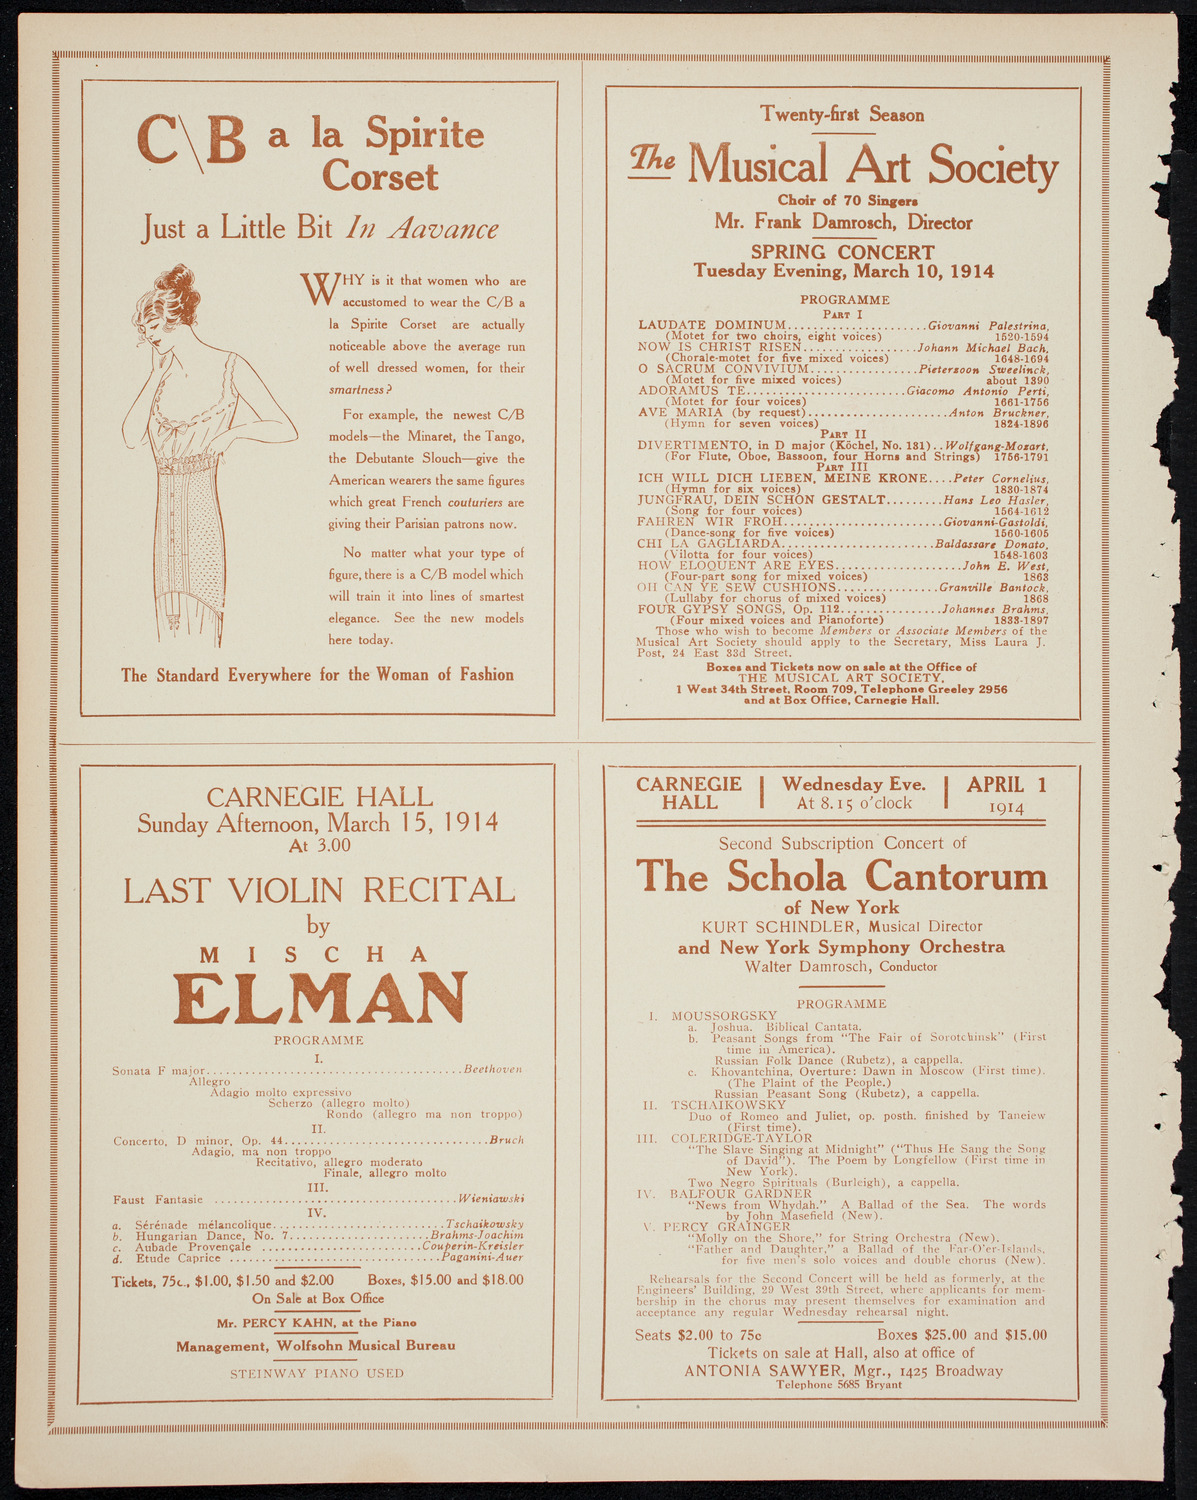 C\B a la Spirite
Corset
Just a Little Bit In Aavance
WHY is it that women who are
accustomed to wear the C/B a
la Spirite Corset are actually
noticeable above the average run
of well dressed women, for their
smartness?
For example, the newest C/B
models—the Minaret, the Tango,
the Debutante Slouch—give the
American wearers the same figures
which great French couturiers are
giving their Parisian patrons now.
No matter what your type of
figure, there is a C/B model which
will train it into lines of smartest
elegance. See the new models
here today.
The Standard Everywhere for the Woman of Fashion
Twenty-first Season
The Musical Art Society
Choir of 70 Singers
Mr. Frank Damrosch, Director
SPRING CONCERT
Tuesday Evening, March 10, 1914
PROGRAMME
PART I
LAUDATE DOMINUM......................Giovanni Palestrina,
(Motet for two choirs, eight voices) 1520-1594
NOW IS CHRIST RISEN..................Johann Michael Bach,
(Chorale-motet for five mixed voices) 1648-1694
O SACRUM CONVIVIUM.................Pieterszoon Sweelinck,
(Motet for five mixed voices) about 1390
ADORAMUS TE.........................Giacomo Antonio Perti,
(Motet for four voices) 1661-1756
AVE MARIA (by request)......................Anton Bruckner,
(Hymn for seven voices) 1824-1896
PART II
DIVERTIMENTO, in D major (Köchel, No. 131)..Wolfgang-Mozart,
(For Flute, Oboe, Bassoon, four Horns and Strings) 1756-1791
PART III
ICH WILL DICH LIEBEN, MEINE KRONE....Peter Cornelius,
(Hymn for six voices) 1830-1874
JUNGFRAU, DEIN SCHÖN GESTALT.........Hans Leo Hasler,
(Song for four voices) 1564-1612
FAHREN WIR FROH.........................Giovanni-Gastoldi,
(Dance-song for five voices) 1560-1605
CHI LA GAGLIARDA........................Baldassare Donato,
(Vilotta for four voices) 1548-1603
HOW ELOQUENT ARE EYES....................John E. West,
(Four-part song for mixed voices) 1863
OH CAN YE SEW CUSHIONS................Granville Bantock,
(Lullaby for chorus of mixed voices) 1868
FOUR GYPSY SONGS, Op. 112................Johannes Brahms,
(Four mixed voices and Pianoforte) 1833-1897
Those who wish to become Members or Associate Members of the
Musical Art Society should apply to the Secretary, Miss Laura J.
Post, 24 East 33d Street.
Boxes and Tickets now on sale at the Office of
THE MUSICAL ART SOCIETY,
1 West 34th Street, Room 709, Telephone Greeley 2956
and at Box Office, Carnegie Hall.
CARNEGIE HALL
Sunday Afternoon, March 15, 1914
At 3.00
LAST VIOLIN RECITAL
by
MISCHA
ELMAN
PROGRAMME
I.
Sonata F major......................................Beethoven
Allegro
Adagio molto expressivo
Scherzo (allegro molto)
Rondo (allegro ma non troppo)
II.
Concerto, D minor, Op. 44..............................Bruch
Adagio, ma non troppo
Recitativo, allegro moderato
Finale, allegro molto
III.
Faust Fantasie ....................................Wieniawski
IV.
a. Sérénade mélancolique.........................Tschaikowsky
b. Hungarian Dance, No. 7.....................Brahms-Joachim
c. Aubade Provençale ........................Couperin-Kreisler
d. Etude Caprice ...............................Paganini-Auer
Tickets, 75c., $1.00, $1.50 and $2.00 Boxes, $15.00 and $18.00
On Sale at Box Office
Mr. PERCY KAHN, at the Piano
Management, Wolfsohn Musical Bureau
STEINWAY PIANO USED
CARNEGIE HALL | Wednesday Eve. At 8.15 o'clock | APRIL 1 1914
Second Subscription Concert of
The Schola Cantorum
of New York
KURT SCHINDLER, Musical Director
and New York Symphony Orchestra
Walter Damrosch, Conductor
PROGRAMME
I. MOUSSORGSKY
a. Joshua. Biblical Cantata.
b. Peasant Songs from "The Fair of Sorotchinsk" (First
time in America).
Russian Folk Dance (Rubetz), a cappella.
c. Khovantchina, Overture: Dawn in Moscow (First time).
(The Plaint of the People.)
Russian Peasant Song (Rubetz), a cappella.
II. TSCHAIKOWSKY
Duo of Romeo and Juliet, op. posth. finished by Taneiew
(First time).
III. COLERIDGE-TAYLOR
"The Slave Singing at Midnight" ("Thus He Sang the Song
of David"). The Poem by Longfellow (First time in
New York).
Two Negro Spirituals (Burleigh), a cappella.
IV. BALFOUR GARDNER
"News from Whydah." A Ballad of the Sea. The words
by John Masefield (New).
V. PERCY GRAINGER
"Molly on the Shore," for String Orchestra (New).
"Father and Daughter," a Ballad of the Far-O'er-Islands,
for five men's solo voices and double chorus (New).
Rehearsals for the Second Concert will be held as formerly, at the
Engineers' Building, 29 West 39th Street, where applicants for mem-
bership in the chorus may present themselves for examination and
acceptance any regular Wednesday rehearsal night.
Seats $2.00 to 75c Boxes $25.00 and $15.00
Tickets on sale at Hall, also at office of
ANTONIA SAWYER, Mgr., 1425 Broadway
Telephone 5685 Bryant